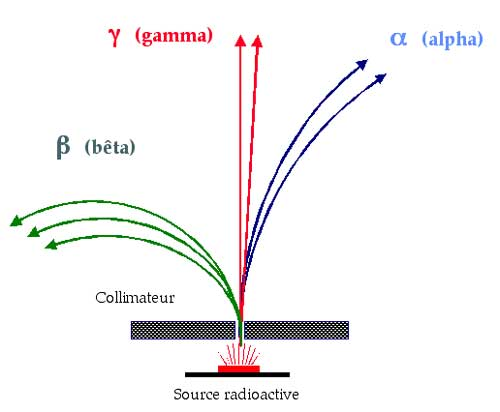 γ (gamma)
α (alpha)
β (bêta)
Collimateur
Source radioactive